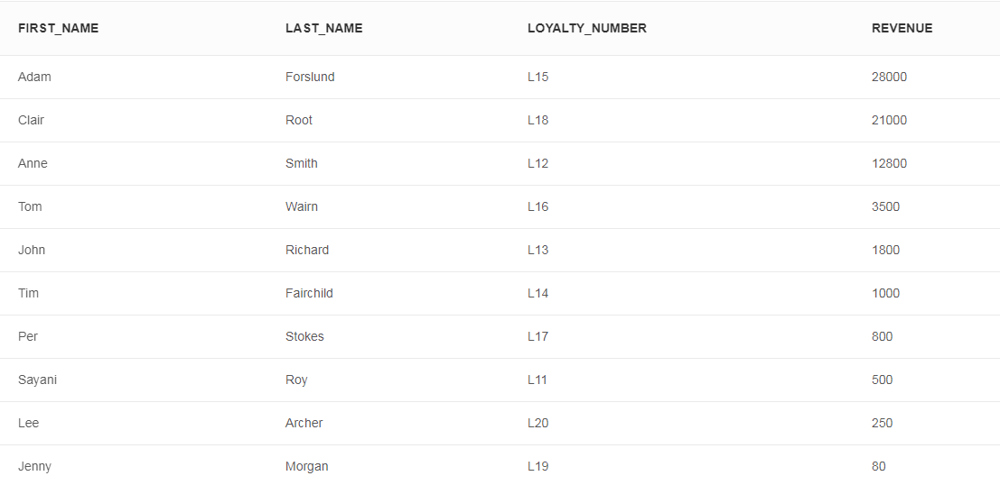 FIRST_NAME LAST_NAME LOYALTY_NUMBER REVENUE
Adam Forslund L15 28000
Clair Root L18 21000
Anne Smith L12 12800
Tom Wairn L16 3500
John Richard L13 1800
Tim Fairchild L14 1000
Per Stokes L17 800
Sayani Roy L11 500
Lee Archer L20 250
Jenny Morgan L19 80